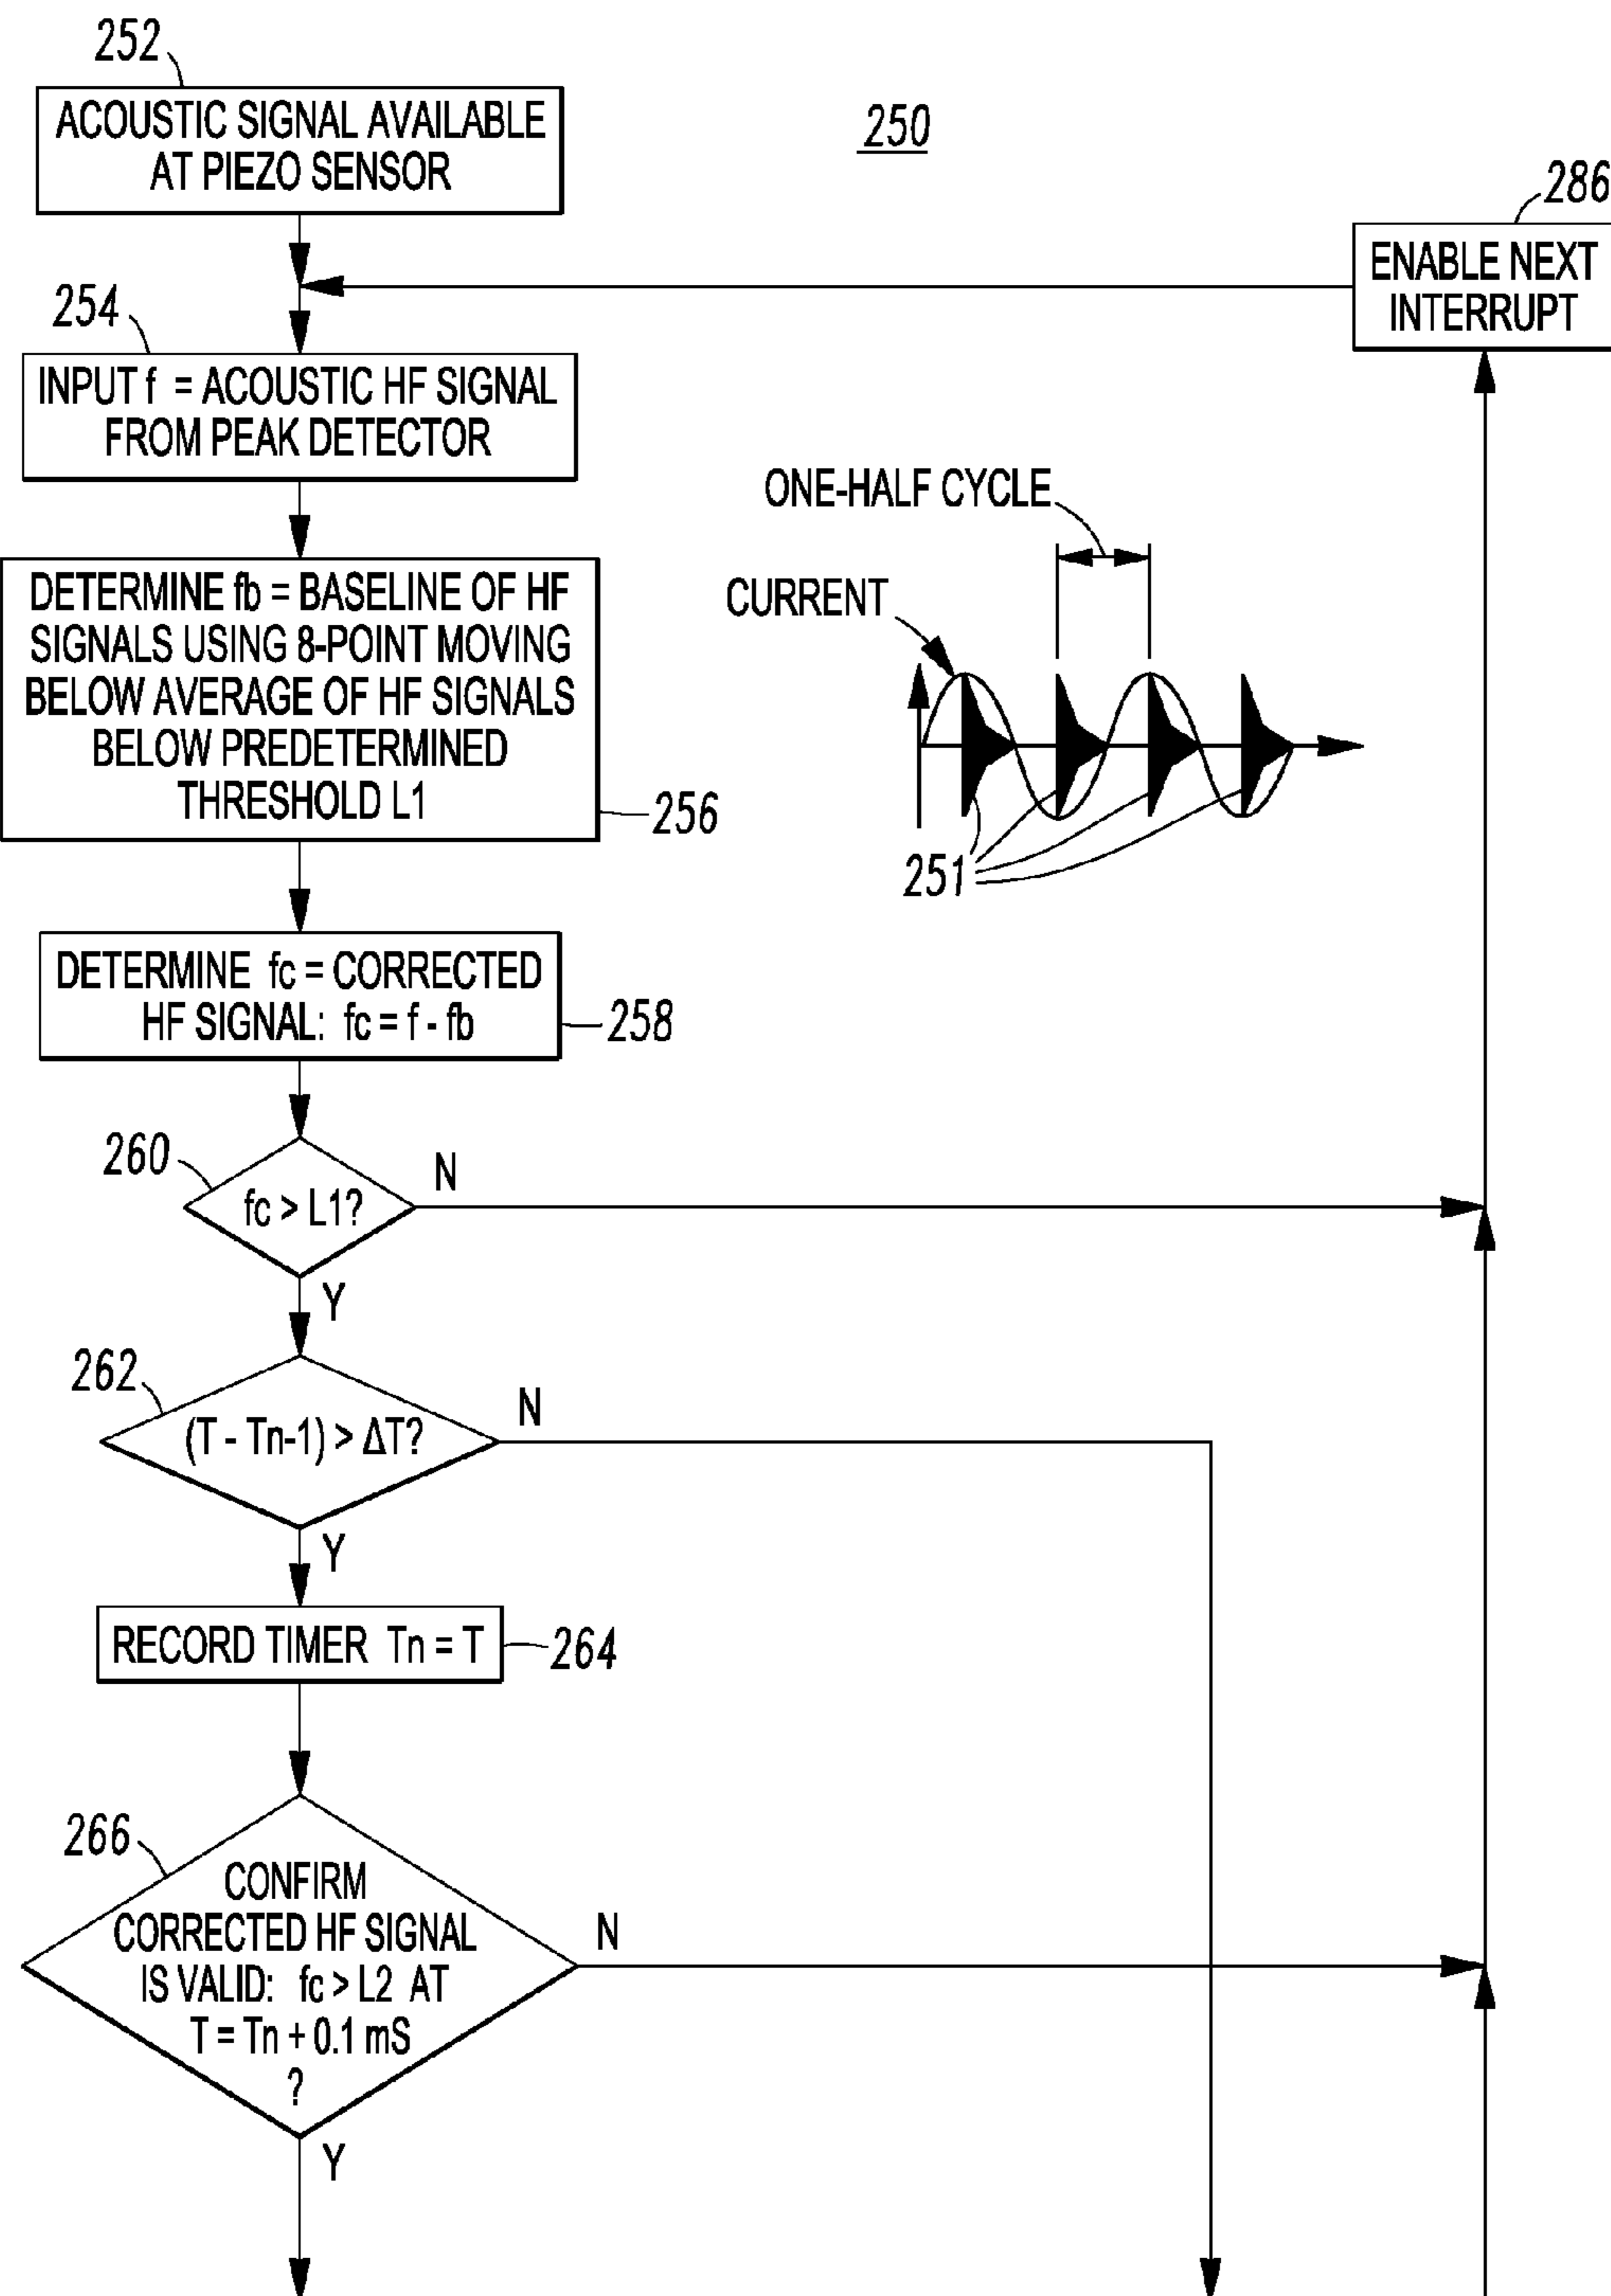 252
ACOUSTIC SIGNAL AVAILABLE
AT PIEZO SENSOR
250
286
ENABLE NEXT
INTERRUPT
254
INPUT f = ACOUSTIC HF SIGNAL
FROM PEAK DETECTOR
ONE-HALF CYCLE
CURRENT
251
DETERMINE fb = BASELINE OF HF
SIGNALS USING 8-POINT MOVING
BELOW AVERAGE OF HF SIGNALS
BELOW PREDETERMINED
THRESHOLD L1
256
DETERMINE fc = CORRECTED
HF SIGNAL: fc = f - fb
258
260
fc > L1?
N
Y
262
(T - Tn-1) > ΔT?
N
Y
RECORD TIMER Tn = T
264
266
CONFIRM
CORRECTED HF SIGNAL
IS VALID: fc > L2 AT
T = Tn + 0.1 mS
?
N
Y